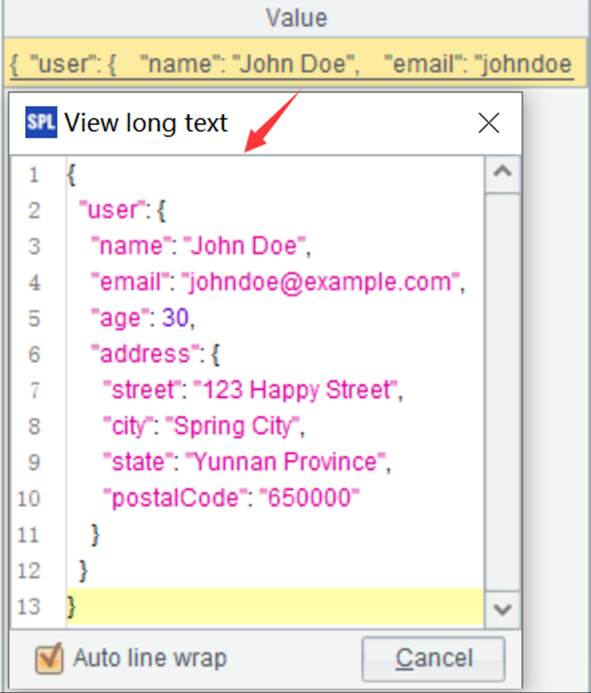 Value
{ "user": { "name": "John Doe", "email": "johndoe
SPL View long text
1 {
2 "user": {
3 "name": "John Doe",
4 "email": "johndoe@example.com",
5 "age": 30,
6 "address": {
7 "street": "123 Happy Street",
8 "city": "Spring City",
9 "state": "Yunnan Province",
10 "postalCode": "650000"
11 }
12 }
13 }
Auto line wrap Cancel